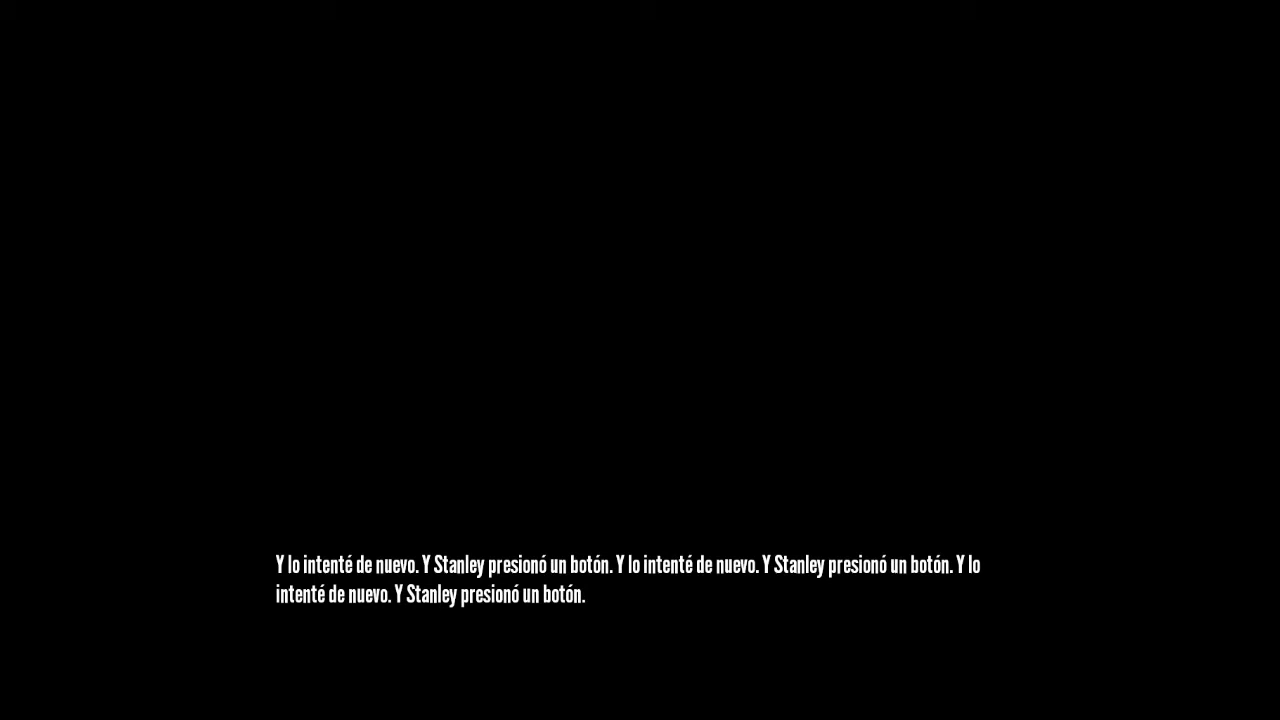 Y lo intenté de nuevo. Y Stanley presionó un botón. Y lo intenté de nuevo. Y Stanley presionó un botón. Y lo
intenté de nuevo. Y Stanley presionó un botón.